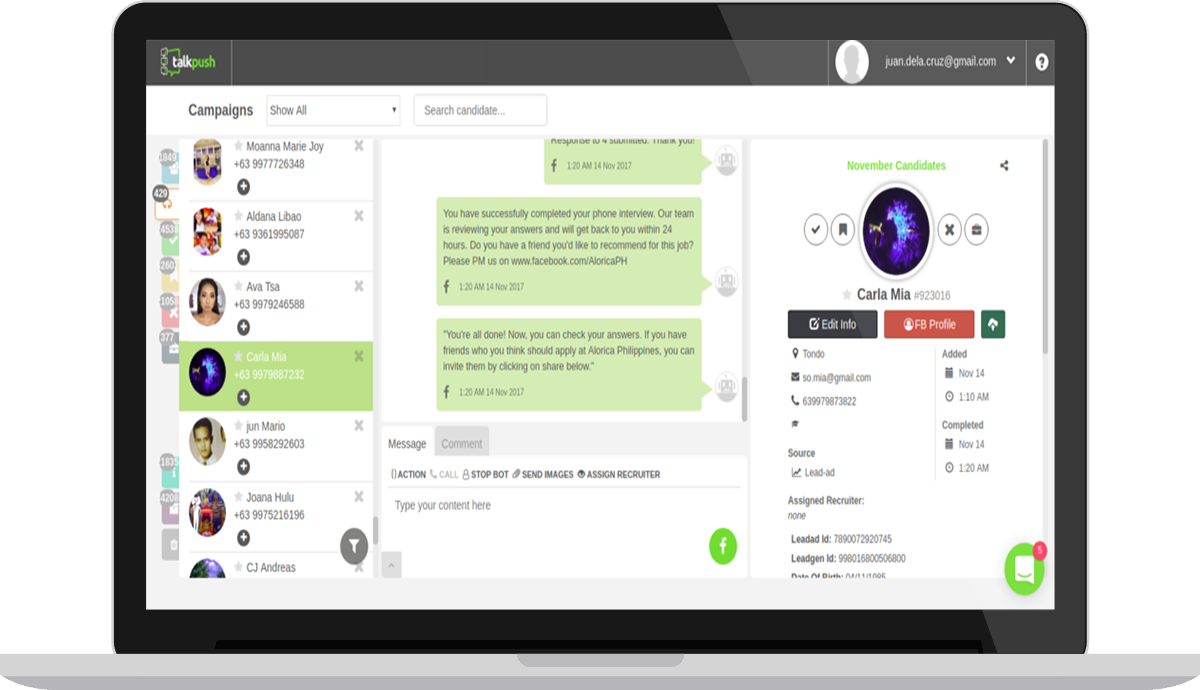 talkpush
juan.dela.cruz@gmail.com
?
Campaigns
Show All
Search candidate...
429
377
Moanna Marie Joy
+63 9977726348
Aldana Libao
+63 9361995087
Ava Tsa
+63 9979246588
Carla Mia
+63 9979887232
jun Mario
+63 9958292603
Joana Hulu
+63 9975216196
CJ Andreas
Response to 4 submitted. Thank you!
1:20 AM 14 Nov 2017
You have successfully completed your phone interview. Our team
is reviewing your answers and will get back to you within 24
hours. Do you have a friend you'd like to recommend for this job?
Please PM us on www.facebook.com/AloricaPH
1:20 AM 14 Nov 2017
"You're all done! Now, you can check your answers. If you have
friends who you think should apply at Alorica Philippines, you can
invite them by clicking on share below."
1:20 AM 14 Nov 2017
Message
Comment
ACTION CALL STOP BOT SEND IMAGES ASSIGN RECRUITER
Type your content here
November Candidates
Carla Mia #923016
Edit Info
FB Profile
Tondo
so.mia@gmail.com
639979873822
Source
Lead-ad
Added
Nov 14
1:10 AM
Completed
Nov 14
1:20 AM
Assigned Recruiter:
none
Leadad Id: 7890072920745
Leadgen Id: 998016800506800
Date Of Birth: 04/11/1985
5